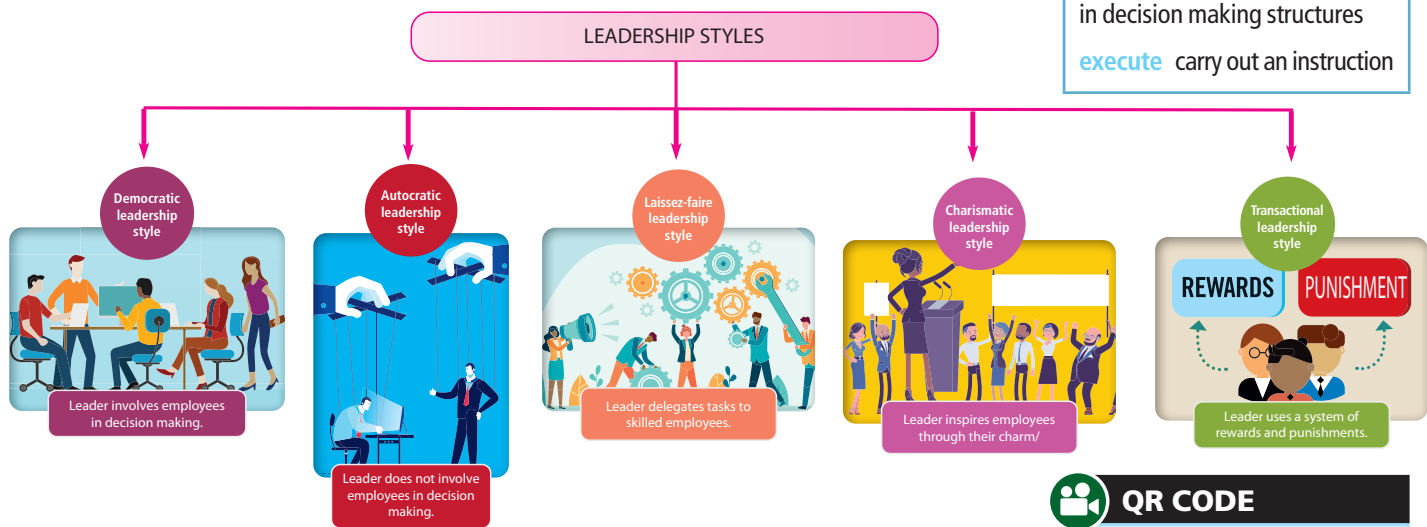 in decision making structures
execute carry out an instruction
LEADERSHIP STYLES
Democratic
leadership
style
Leader involves employees
in decision making.
Autocratic
leadership
style
Leader does not involve
employees in decision
making.
Laissez-faire
leadership
style
Leader delegates tasks to
skilled employees.
Charismatic
leadership
style
Leader inspires employees
through their charm/
Transactional
leadership
style
REWARDS
PUNISHMENT
Leader uses a system of
rewards and punishments.
QR CODE